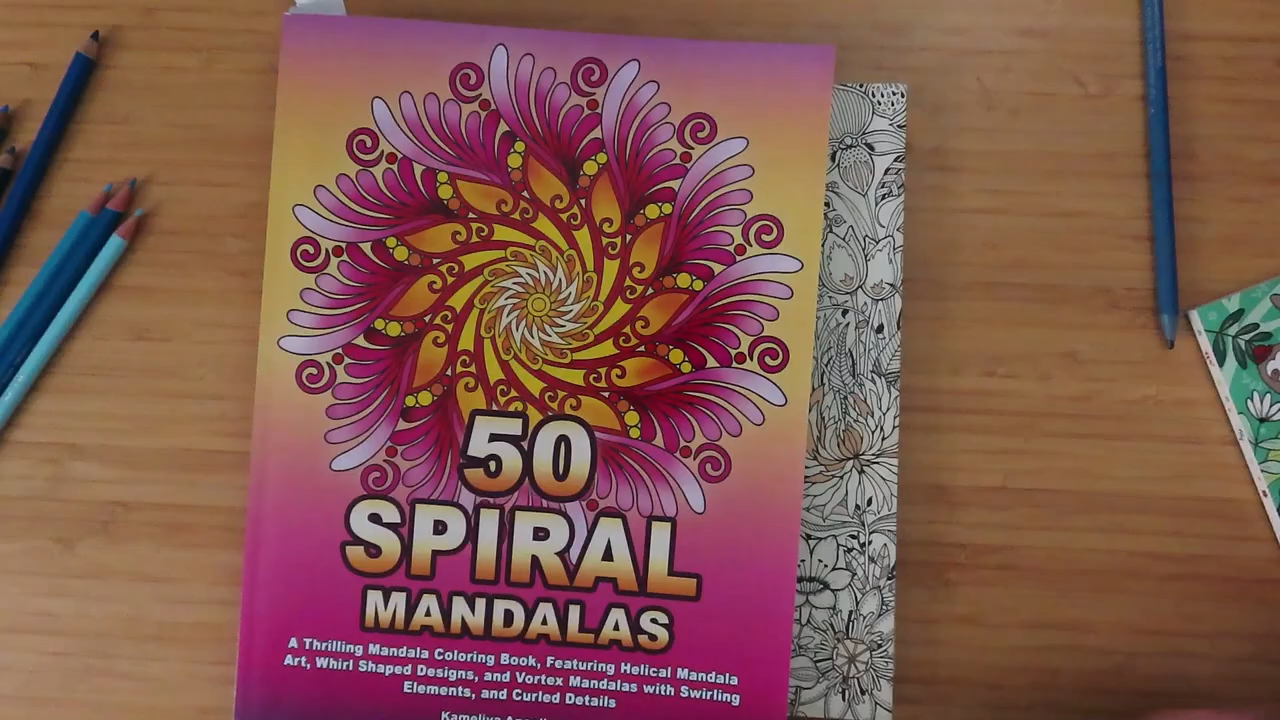 50
SPIRAL
MANDALAS
A Thrilling Mandala Coloring Book, Featuring Helical Mandala
Art, Whirl Shaped Designs, and Vortex Mandalas with Swirling
Elements, and Curled Details
Kameliya